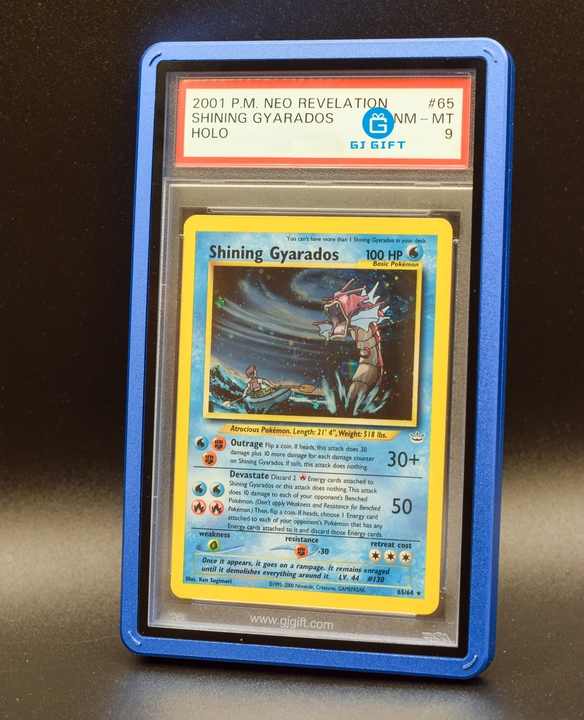 2001 P.M. NEO REVELATION #65
SHINING GYARADOS NM - MT
HOLO 9
GJ GIFT
You can't have more than 1 Shining Gyarados in your deck.
Shining Gyarados 100 HP
Basic Pokémon
Atrocious Pokémon. Length: 21' 4", Weight: 518 lbs.
Outrage Flip a coin. If heads, this attack does 30
damage plus 10 more damage for each damage counter
on Shining Gyarados. If tails, this attack does nothing.
30+
Devastate Discard 2 Energy cards attached to
Shining Gyarados or this attack does nothing. This attack
does 10 damage to each of your opponent's Benched
Pokémon. (Don't apply Weakness and Resistance for Benched
Pokémon.) Then, flip a coin. If heads, choose 1 Energy card
attached to each of your opponent's Pokémon that has any
Energy cards attached to it and discard those Energy cards.
50
weakness resistance retreat cost
-30
Once it appears, it goes on a rampage. It remains enraged
until it demolishes everything around it. LV. 44 #130
Illus. Ken Sugimori ©1995-2000 Nintendo, Creatures, GAMEFREAK. 65/64
www.gjgift.com